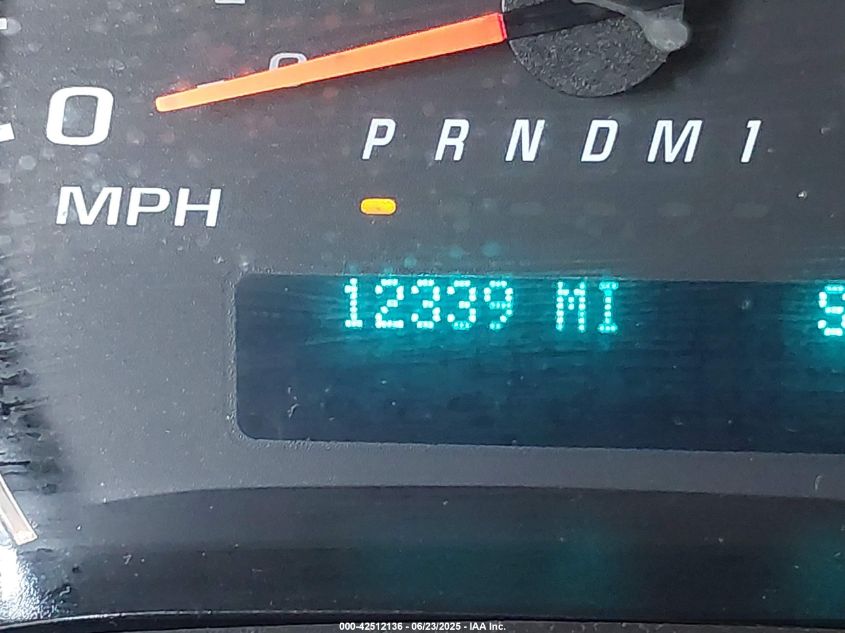 0
P R N D M 1
MPH
12339 MI
000-42512136 - 06/23/2025 - IAA Inc.